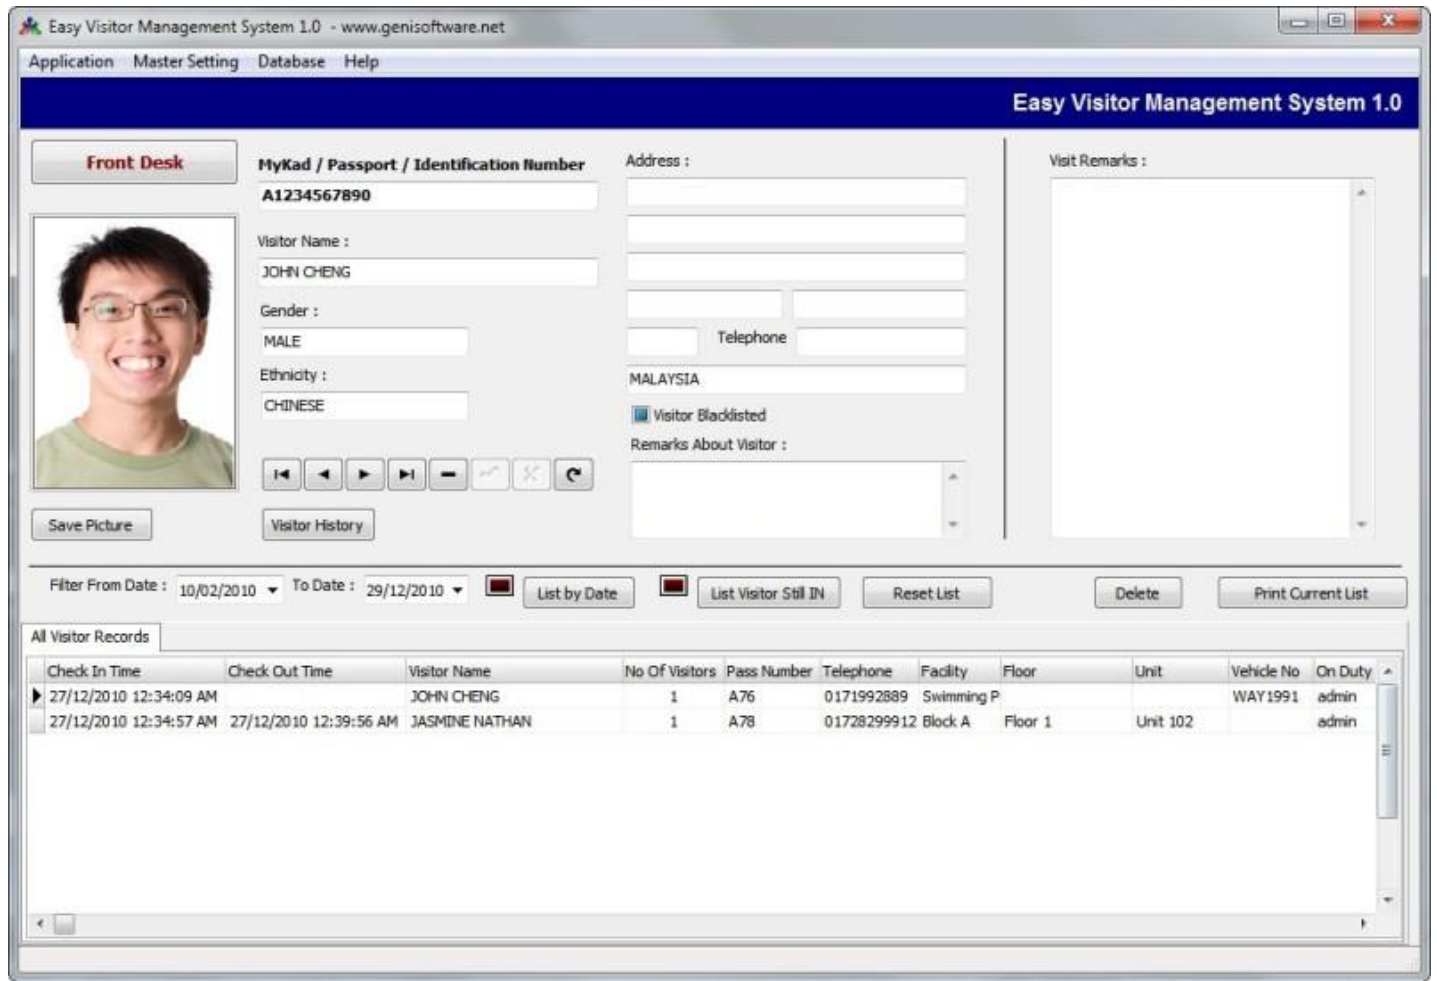 Easy Visitor Management System 1.0 - www.genisoftware.net
Application Master Setting Database Help
Easy Visitor Management System 1.0
Front Desk
MyKad / Passport / Identification Number
A1234567890
Visitor Name :
JOHN CHENG
Gender :
MALE
Ethnicity :
CHINESE
Save Picture
Visitor History
Address :
Telephone
MALAYSIA
Visitor Blacklisted
Remarks About Visitor :
Visit Remarks :
Filter From Date : 10/02/2010 To Date : 29/12/2010 List by Date List Visitor Still IN Reset List Delete Print Current List
All Visitor Records
Check In Time Check Out Time Visitor Name No Of Visitors Pass Number Telephone Facility Floor Unit Vehicle No On Duty
27/12/2010 12:34:09 AM JOHN CHENG 1 A76 0171992889 Swimming P WAY1991 admin
27/12/2010 12:34:57 AM 27/12/2010 12:39:56 AM JASMINE NATHAN 1 A78 01728299912 Block A Floor 1 Unit 102 admin